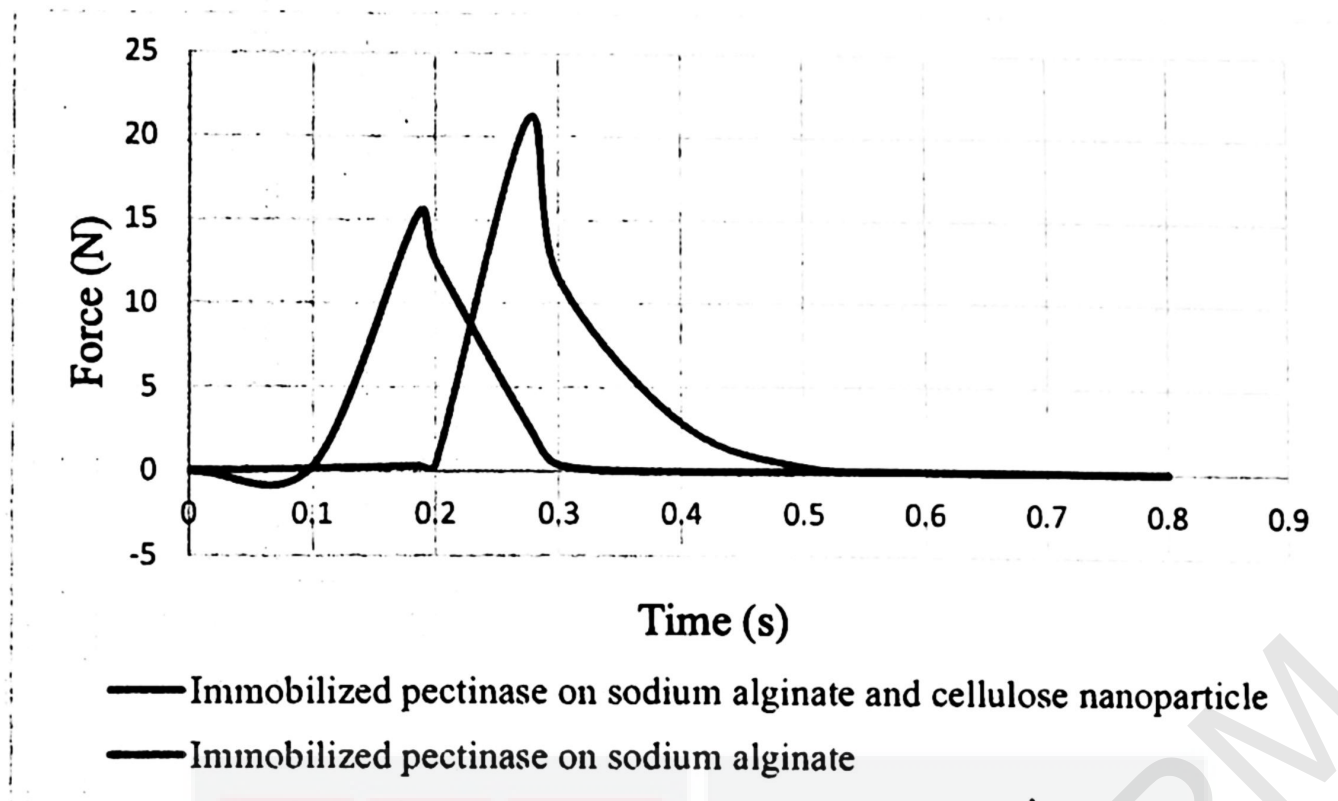 25
20
15
10
5
0
-5
Force (N)
0 0.1 0.2 0.3 0.4 0.5 0.6 0.7 0.8 0.9
Time (s)
Immobilized pectinase on sodium alginate and cellulose nanoparticle
Immobilized pectinase on sodium alginate
RM